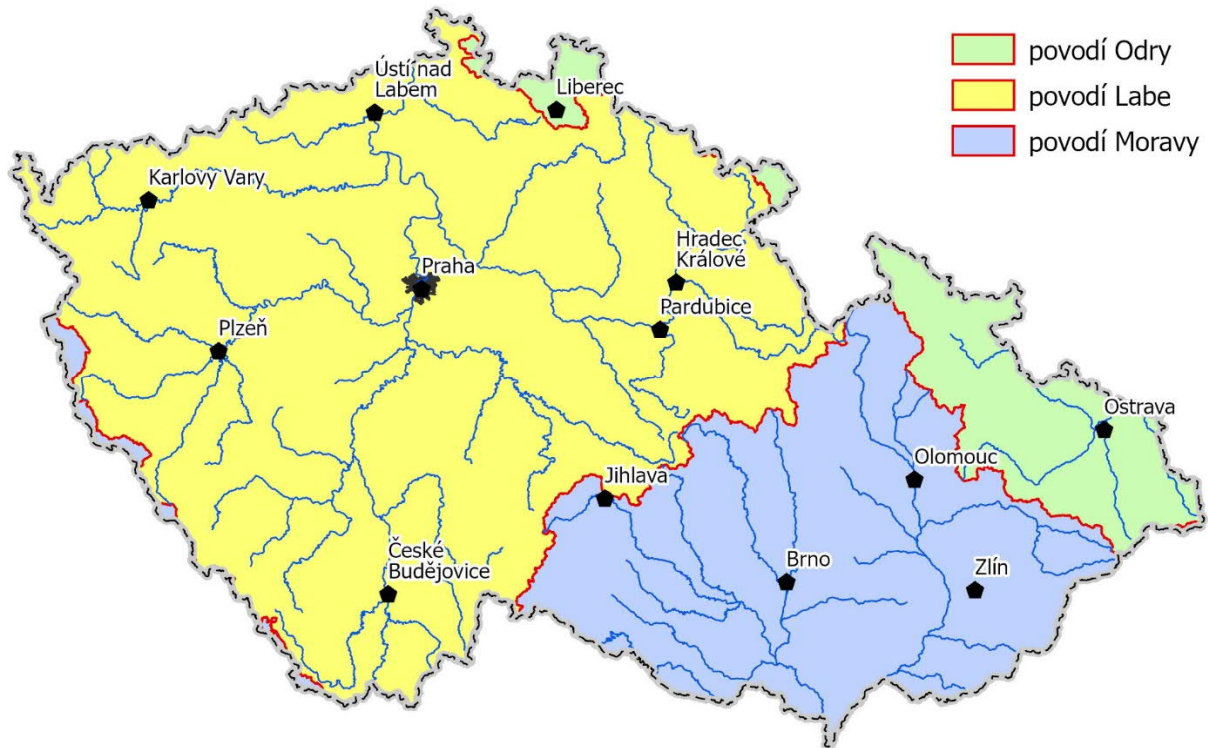 povodí Odry
povodí Labe
povodí Moravy
Ústí nad
Labem
Liberec
Karlovy Vary
Hradec
Králové
Praha
Pardubice
Plzeň
Ostrava
Olomouc
Jihlava
České
Budějovice
Brno
Zlín